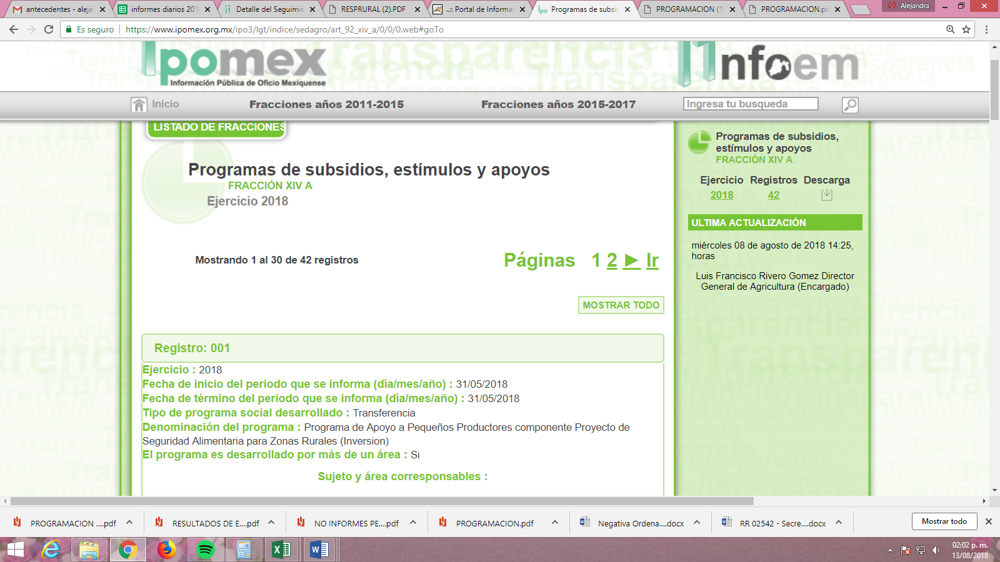 antecedentes - aleja
informes diarios 201
Detalle del Seguimie
RESPRURAL (2).PDF
..:: Portal de Informac
Programas de subsid
PROGRAMACION (1
PROGRAMACION.pd
Alejandra
Es seguro
https://www.ipomex.org.mx/ipo3/lgt/indice/sedagro/art_92_xiv_a/0/0/0.web#goTo
Ipomex
Información Pública de Oficio Mexiquense
Infoem
Inicio
Fracciones años 2011-2015
Fracciones años 2015-2017
Ingresa tu busqueda
LISTADO DE FRACCIONES
Programas de subsidios, estímulos y apoyos
FRACCIÓN XIV A
Ejercicio 2018
Mostrando 1 al 30 de 42 registros
Páginas 1 2 ► Ir
MOSTRAR TODO
Registro: 001
Ejercicio : 2018
Fecha de inicio del periodo que se informa (día/mes/año) : 31/05/2018
Fecha de término del periodo que se informa (día/mes/año) : 31/05/2018
Tipo de programa social desarrollado : Transferencia
Denominación del programa : Programa de Apoyo a Pequeños Productores componente Proyecto de
Seguridad Alimentaria para Zonas Rurales (Inversion)
El programa es desarrollado por más de un área : Si
Sujeto y área corresponsables :
Programas de subsidios,
estímulos y apoyos
FRACCIÓN XIV A
Ejercicio Registros Descarga
2018 42
ULTIMA ACTUALIZACIÓN
miércoles 08 de agosto de 2018 14:25,
horas
Luis Francisco Rivero Gomez Director
General de Agricultura (Encargado)
PROGRAMACION ....pdf
RESULTADOS DE E....pdf
NO INFORMES PE....pdf
PROGRAMACION.pdf
Negativa Ordena....docx
RR 02542 - Secre....docx
Mostrar todo
02:02 p. m.
13/08/2018